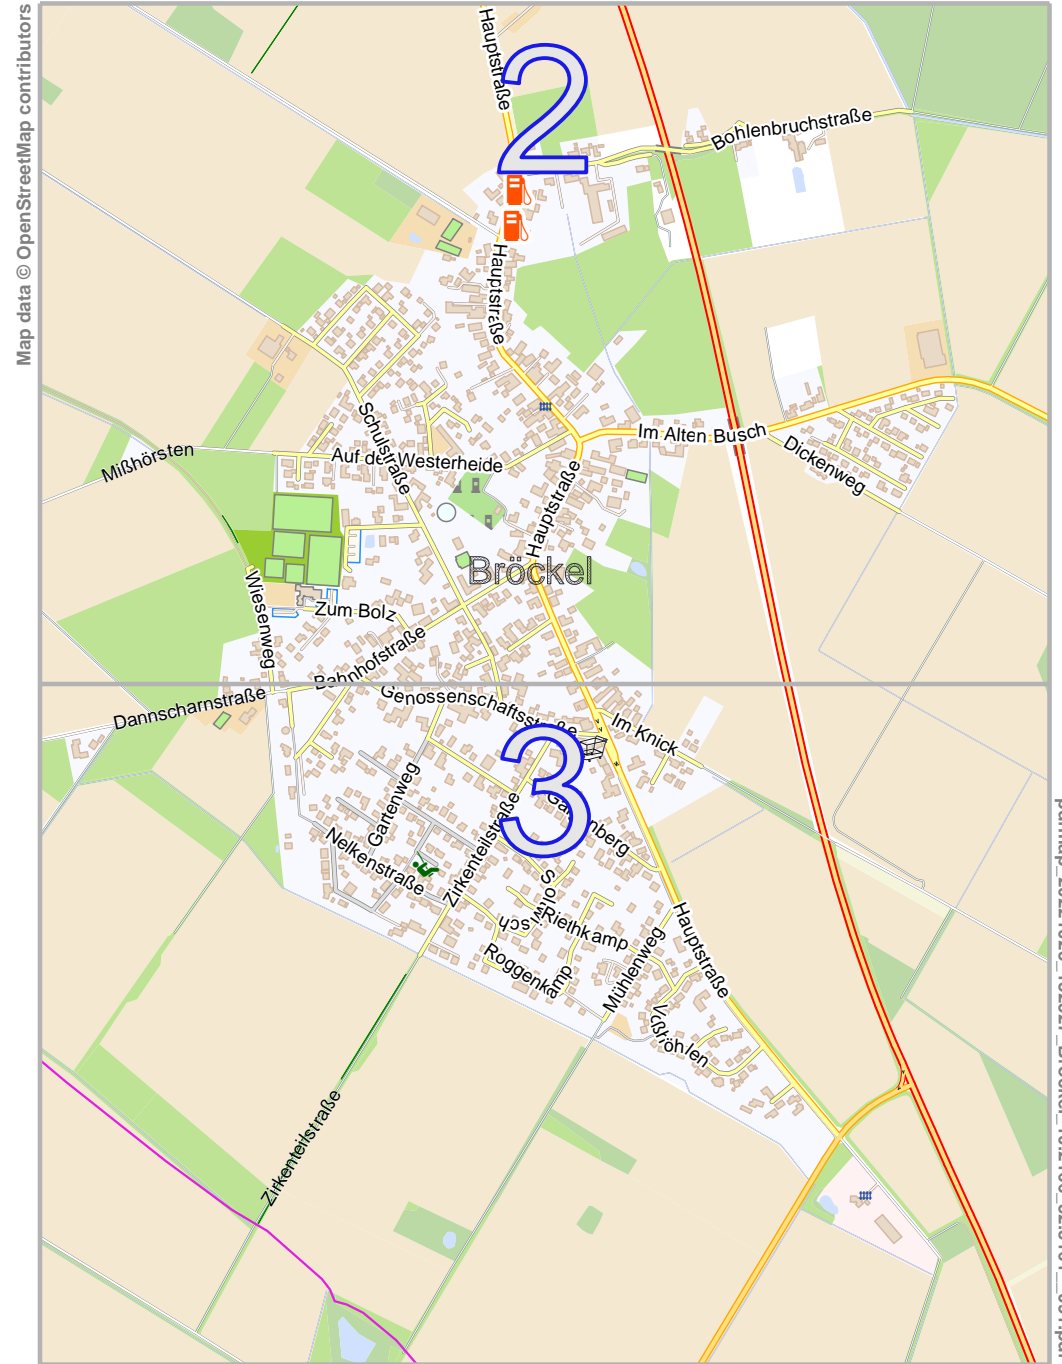 Map data © OpenStreetMap contributors
Hauptstraße
2
Bohlenbruchstraße
Hauptstraße
Im Alten Busch
Dickenweg
Schulstraße
Mißhörsten
Auf der Westerheide
Hauptstraße
Bröckel
Wiesenweg
Zum Bolz
Bahnhofstraße
Dannscharnstraße
Genossenschaftsstraße
Im Knick
3
Gartenweg
Nelkenstraße
Zirkenteilstraße
Riethkamp
Roggenkamp
Mühlenweg
Hauptstraße
Voßhöhlen
Zirkenteilstraße